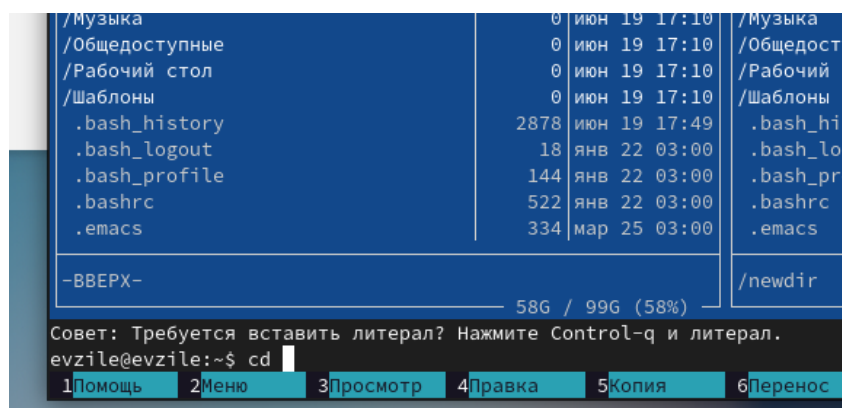 /Музыка 0 июн 19 17:10 /Музыка
/Общедоступные 0 июн 19 17:10 /Общедост
/Рабочий стол 0 июн 19 17:10 /Рабочий
/Шаблоны 0 июн 19 17:10 /Шаблоны
.bash_history 2878 июн 19 17:49 .bash_hi
.bash_logout 18 янв 22 03:00 .bash_lo
.bash_profile 144 янв 22 03:00 .bash_pr
.bashrc 522 янв 22 03:00 .bashrc
.emacs 334 мар 25 03:00 .emacs
-ВВЕРХ- /newdir
58G / 99G (58%)
Совет: Требуется вставить литерал? Нажмите Control-q и литерал.
evzile@evzile:~$ cd
1Помощь 2Меню 3Просмотр 4Правка 5Копия 6Перенос